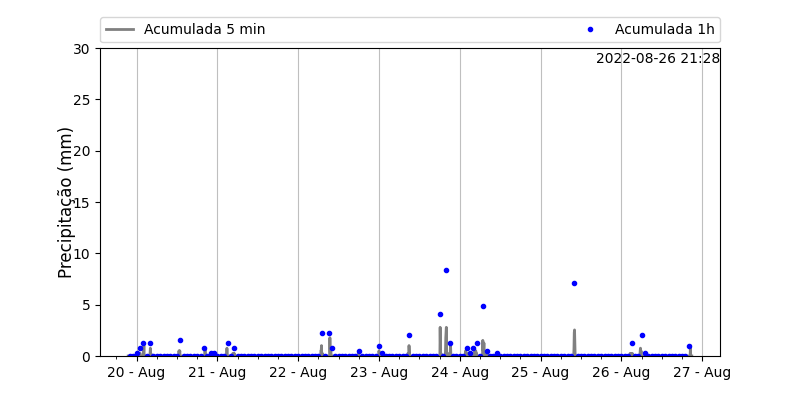 Acumulada 5 min
Acumulada 1h
2022-08-26 21:28
Precipitação (mm)
30
25
20
15
10
5
0
20 - Aug 21 - Aug 22 - Aug 23 - Aug 24 - Aug 25 - Aug 26 - Aug 27 - Aug